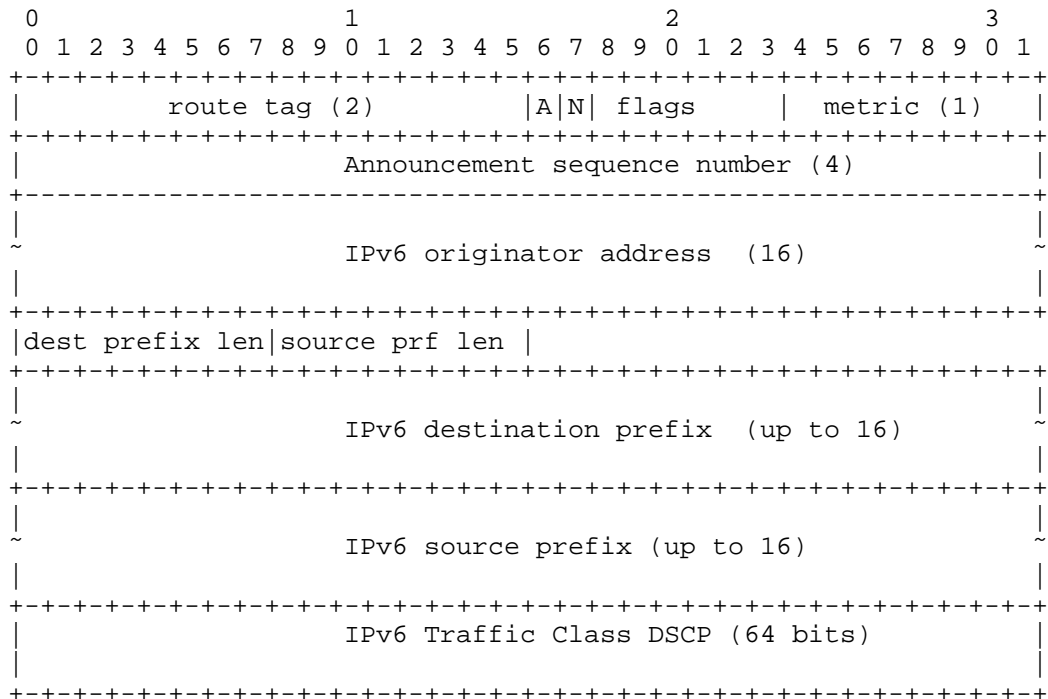 0                   1                   2                   3
0 1 2 3 4 5 6 7 8 9 0 1 2 3 4 5 6 7 8 9 0 1 2 3 4 5 6 7 8 9 0 1
+-+-+-+-+-+-+-+-+-+-+-+-+-+-+-+-+-+-+-+-+-+-+-+-+-+-+-+-+-+-+-+-+
|         route tag (2)         |A|N| flags     |  metric (1)   |
+-+-+-+-+-+-+-+-+-+-+-+-+-+-+-+-+-+-+-+-+-+-+-+-+-+-+-+-+-+-+-+-+
|                    Announcement sequence number (4)           |
+---------------------------------------------------------------+
|                                                               |
~                    IPv6 originator address  (16)              ~
|                                                               |
+-+-+-+-+-+-+-+-+-+-+-+-+-+-+-+-+-+-+-+-+-+-+-+-+-+-+-+-+-+-+-+-+
|dest prefix len|source prf len |
+-+-+-+-+-+-+-+-+-+-+-+-+-+-+-+-+-+-+-+-+-+-+-+-+-+-+-+-+-+-+-+-+
|                                                               |
~                    IPv6 destination prefix  (up to 16)        ~
|                                                               |
+-+-+-+-+-+-+-+-+-+-+-+-+-+-+-+-+-+-+-+-+-+-+-+-+-+-+-+-+-+-+-+-+
|                                                               |
~                    IPv6 source prefix (up to 16)              ~
|                                                               |
+-+-+-+-+-+-+-+-+-+-+-+-+-+-+-+-+-+-+-+-+-+-+-+-+-+-+-+-+-+-+-+-+
|                    IPv6 Traffic Class DSCP (64 bits)          |
|                                                               |
+-+-+-+-+-+-+-+-+-+-+-+-+-+-+-+-+-+-+-+-+-+-+-+-+-+-+-+-+-+-+-+-+